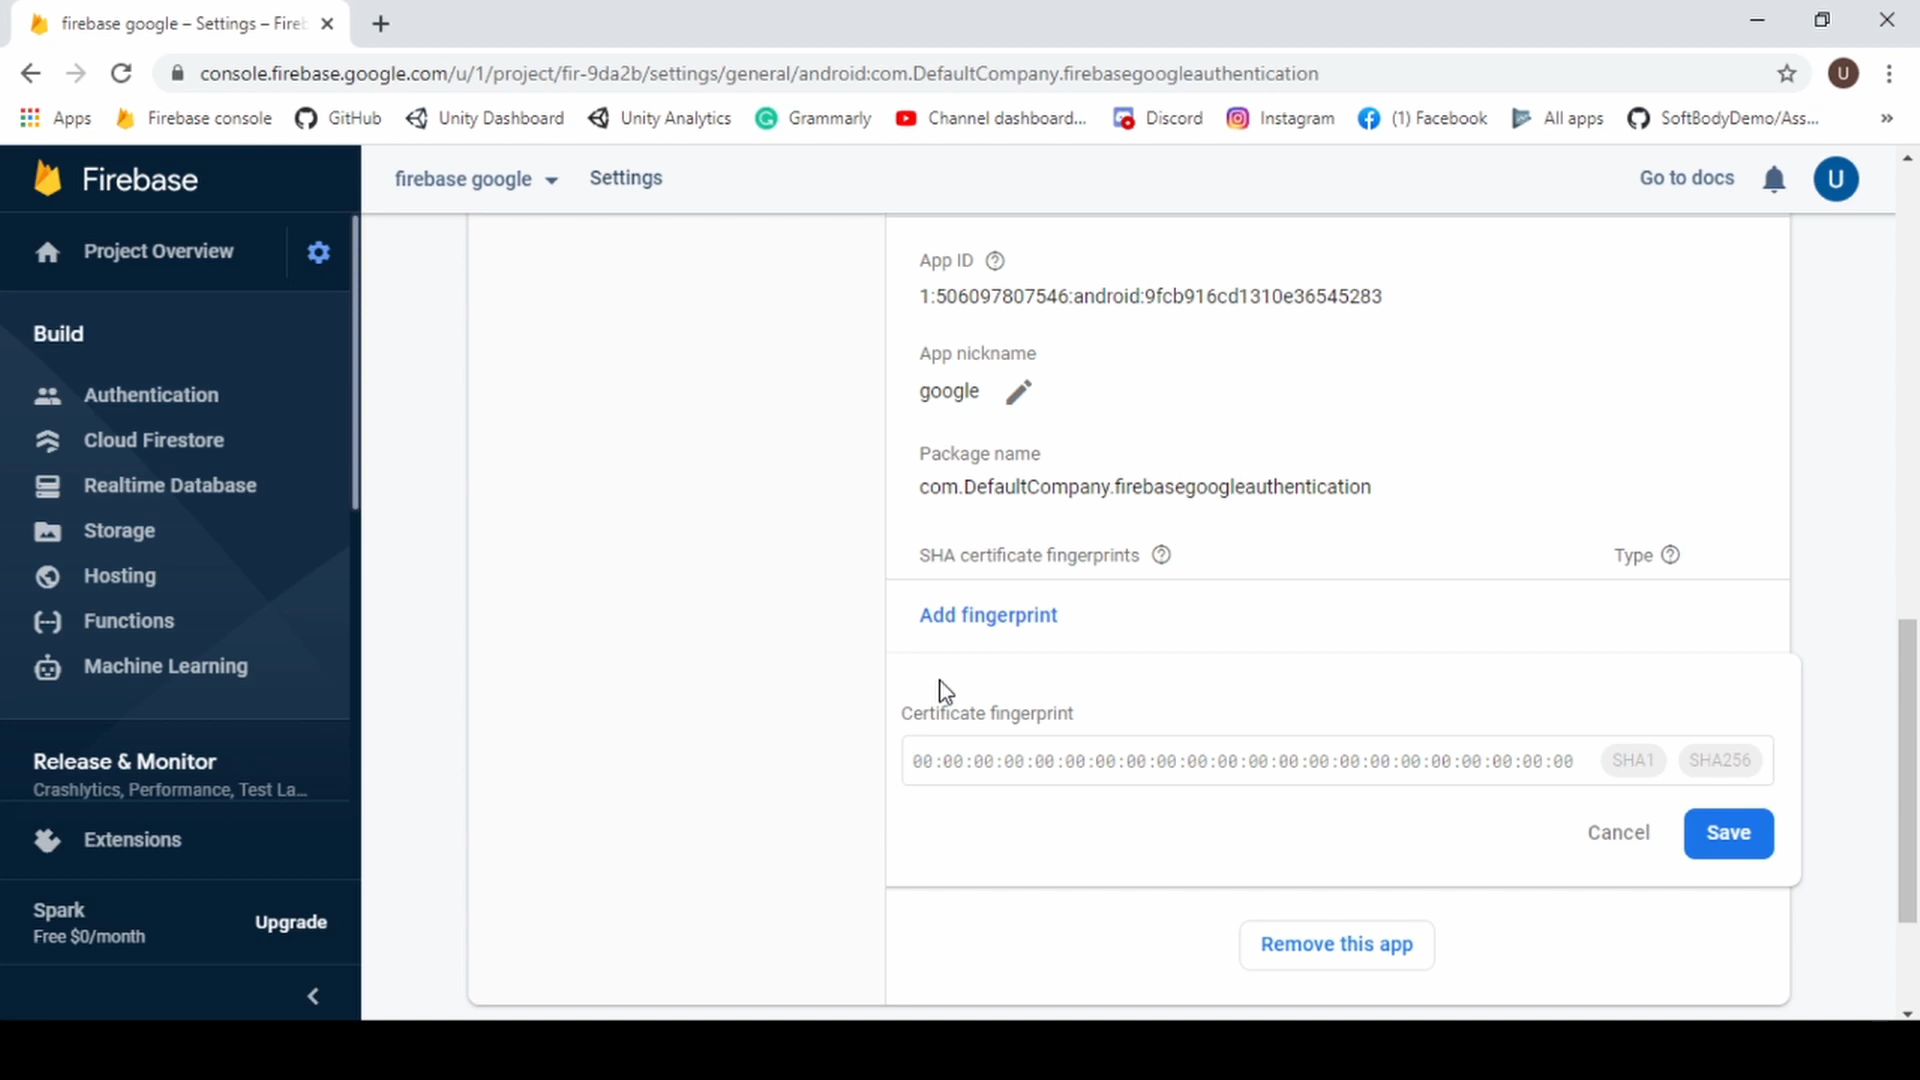 firebase google – Settings – Fireb
console.firebase.google.com/u/1/project/fir-9da2b/settings/general/android:com.DefaultCompany.firebasegoogleauthentication
U
Apps
Firebase console
GitHub
Unity Dashboard
Unity Analytics
Grammarly
Channel dashboard...
Discord
Instagram
(1) Facebook
All apps
SoftBodyDemo/Ass...
»
Firebase
firebase google
Settings
Go to docs
U
Project Overview
Build
Authentication
Cloud Firestore
Realtime Database
Storage
Hosting
Functions
Machine Learning
Release & Monitor
Crashlytics, Performance, Test La...
Extensions
Spark
Free $0/month
Upgrade
App ID
1:506097807546:android:9fcb916cd1310e36545283
App nickname
google
Package name
com.DefaultCompany.firebasegoogleauthentication
SHA certificate fingerprints
Type
Add fingerprint
Certificate fingerprint
00:00:00:00:00:00:00:00:00:00:00:00:00:00:00:00:00:00:00:00:00:00
SHA1
SHA256
Cancel
Save
Remove this app